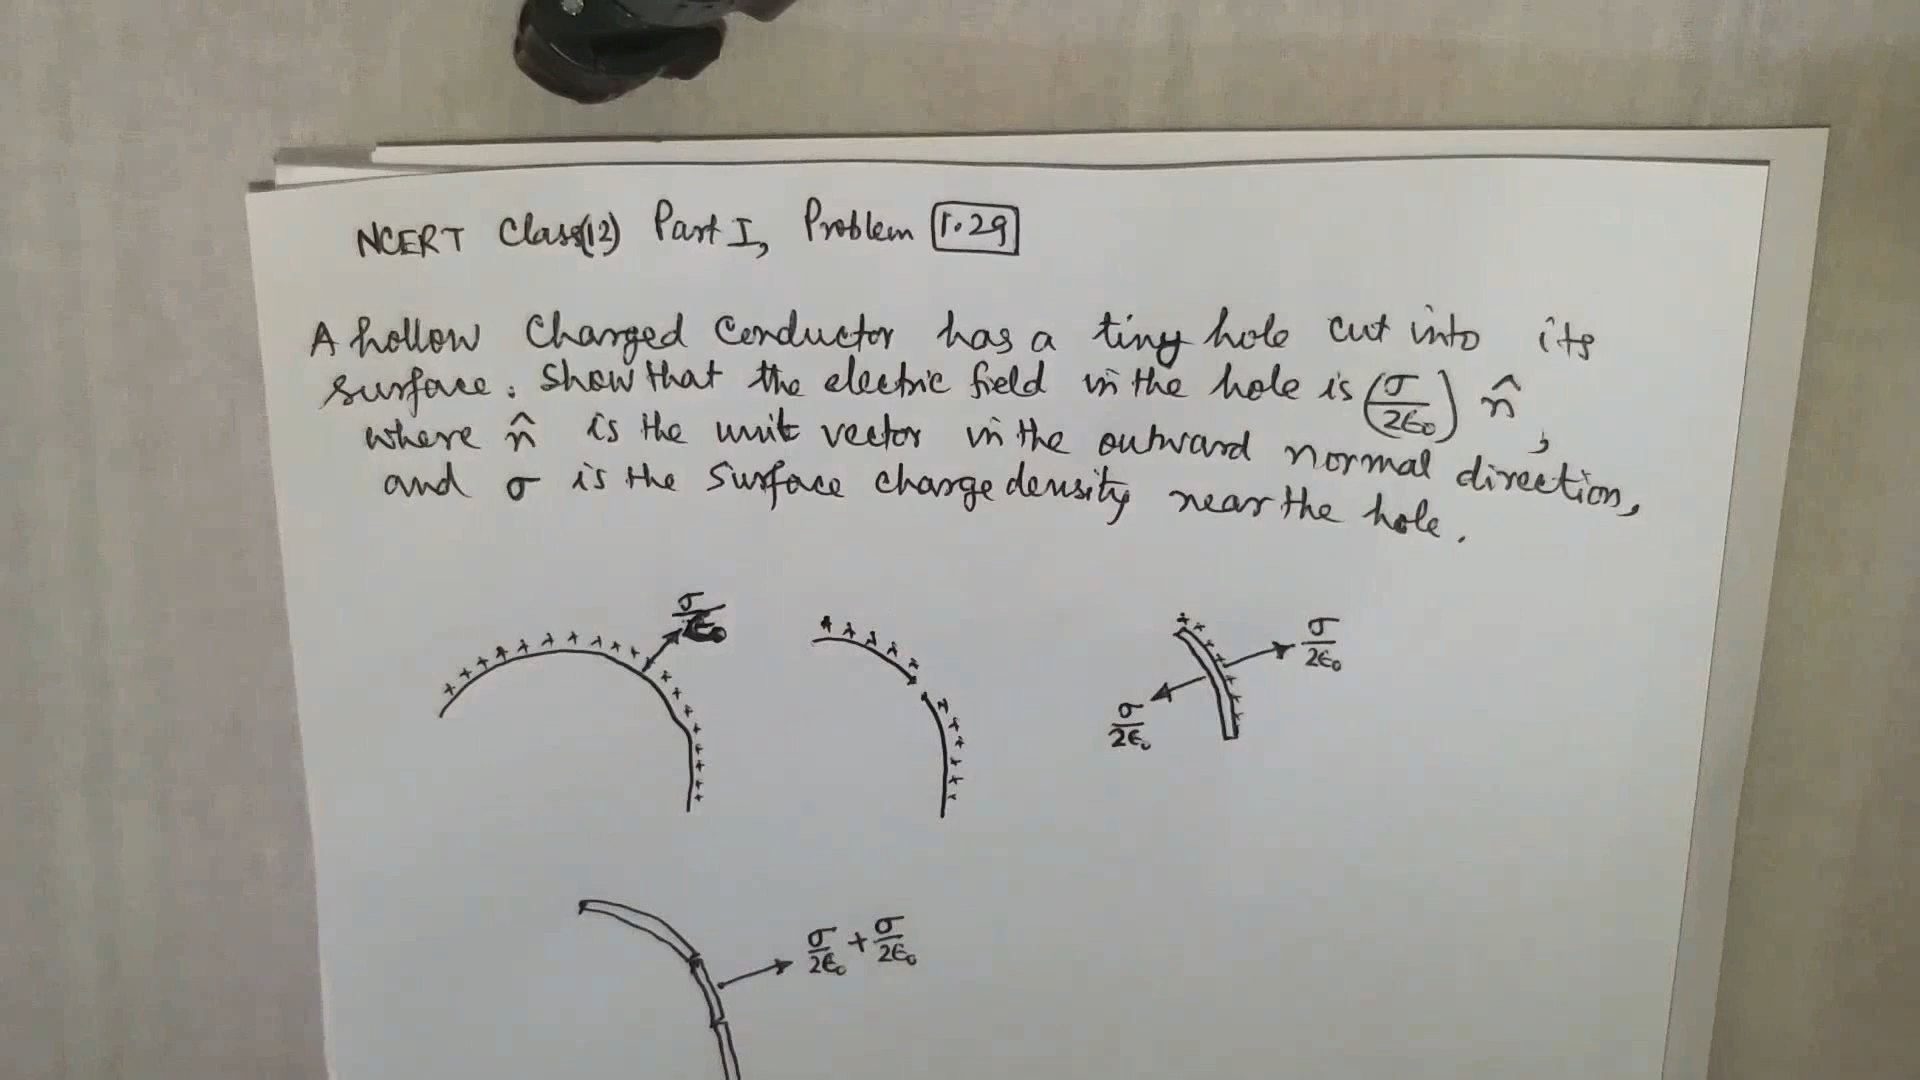 NCERT Class(12) Part I, Problem 1.29
A hollow Charged Conductor has a tiny hole cut into its
surface. Show that the electric field in the hole is (σ/2ε₀) n̂,
where n̂ is the unit vector in the outward normal direction,
and σ is the surface charge density near the hole.
σ/2ε₀
σ/2ε₀
σ/2ε₀ + σ/2ε₀